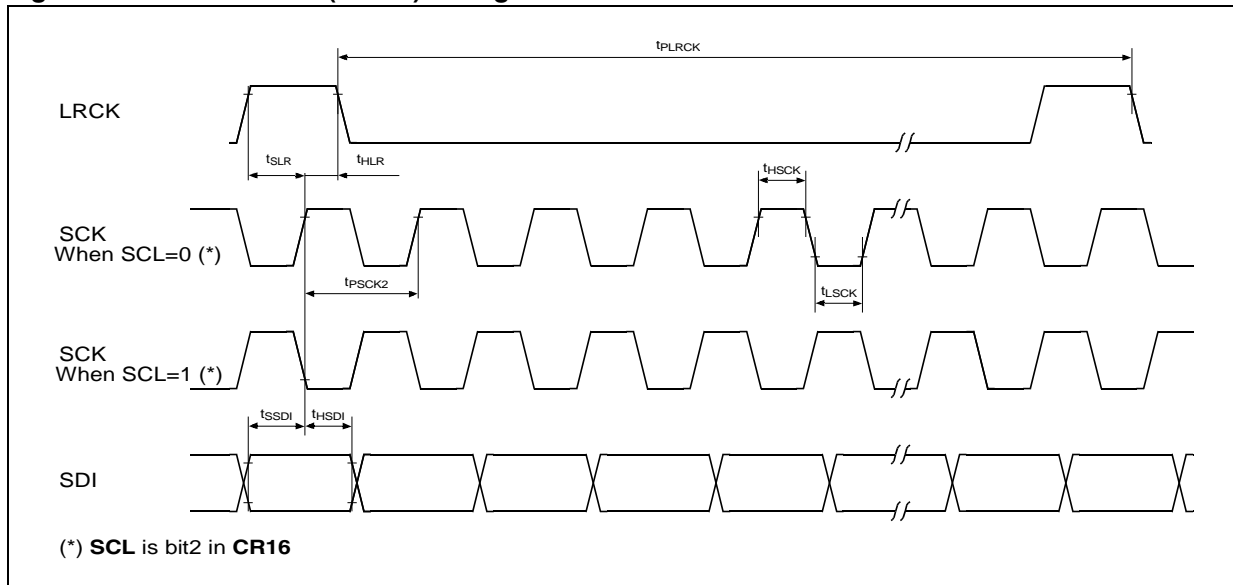 tPLRCK
LRCK
tSLR
tHLR
tHSCK
SCK
When SCL=0 (*)
tPSCK2
tLSCK
SCK
When SCL=1 (*)
tSSDI
tHSDI
SDI
(*) SCL is bit2 in CR16